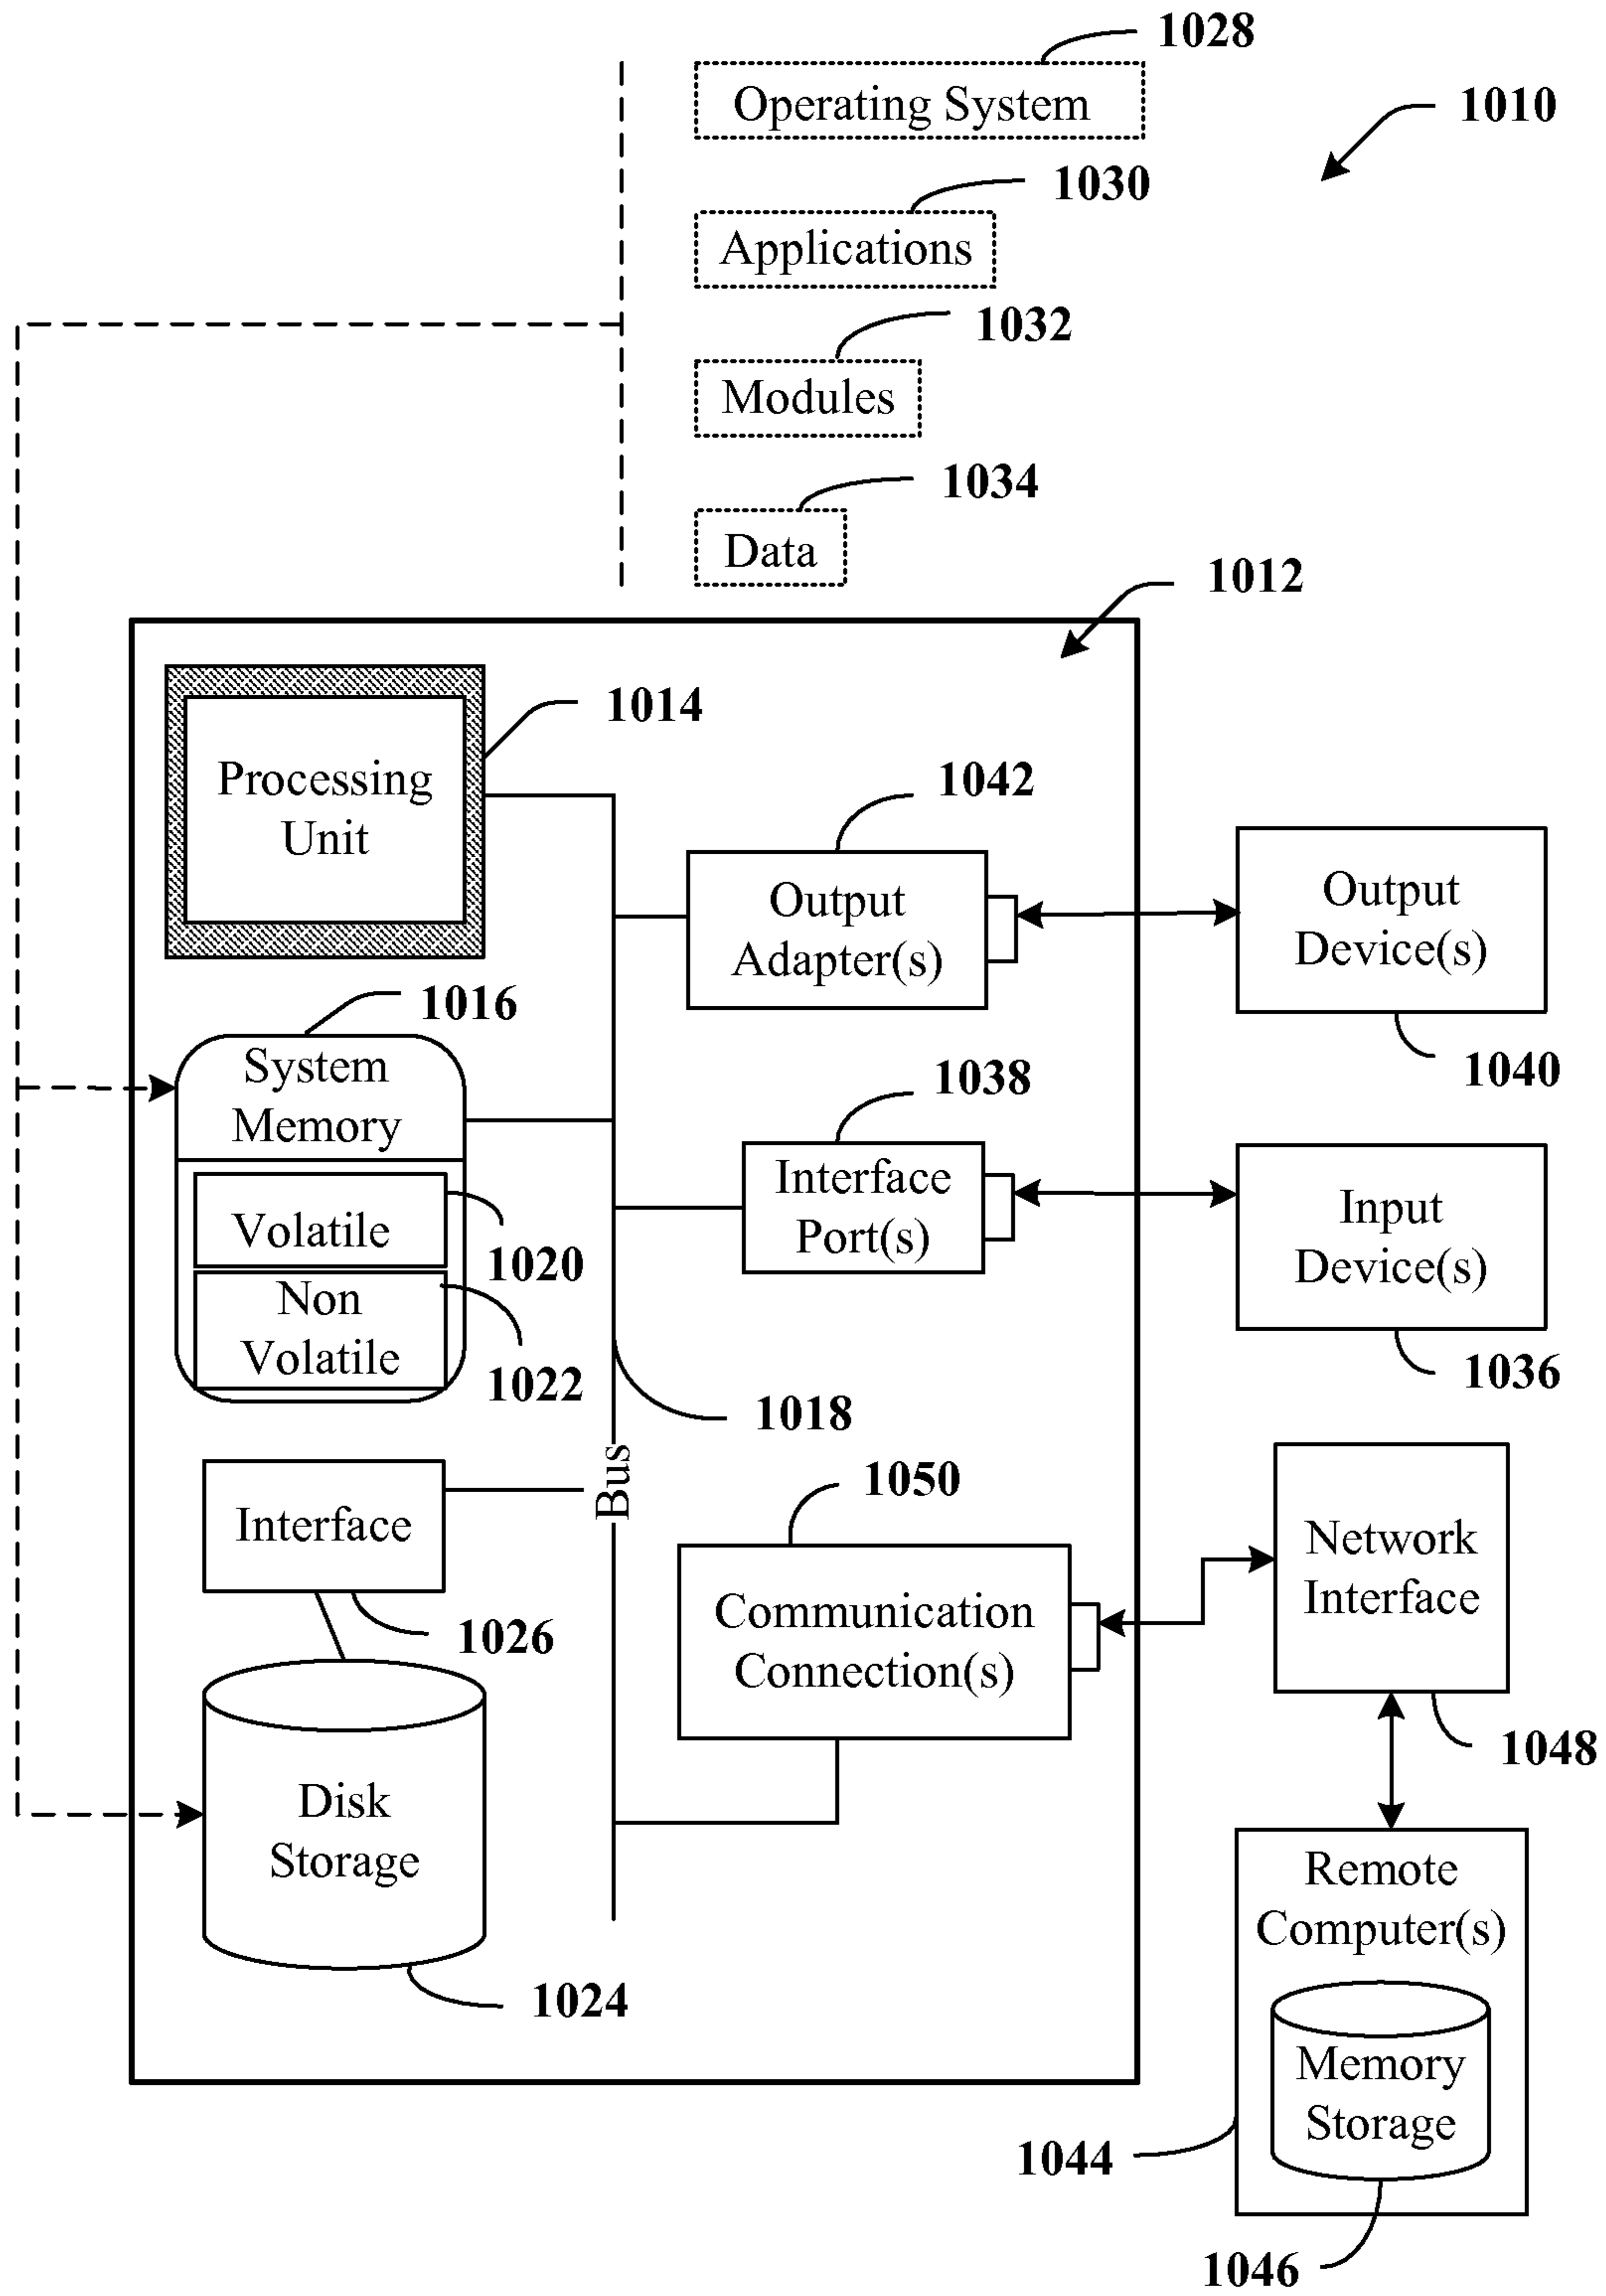 1028
Operating System
1010
1030
Applications
1032
Modules
1034
Data
1012
1014
Processing
Unit
1042
Output
Adapter(s)
Output
Device(s)
1040
1016
System
Memory
1038
Interface
Port(s)
Input
Device(s)
1036
Volatile
1020
Non
Volatile
1022
1018
Bus
Interface
1026
1050
Communication
Connection(s)
Network
Interface
1048
Disk
Storage
1024
Remote
Computer(s)
Memory
Storage
1044
1046